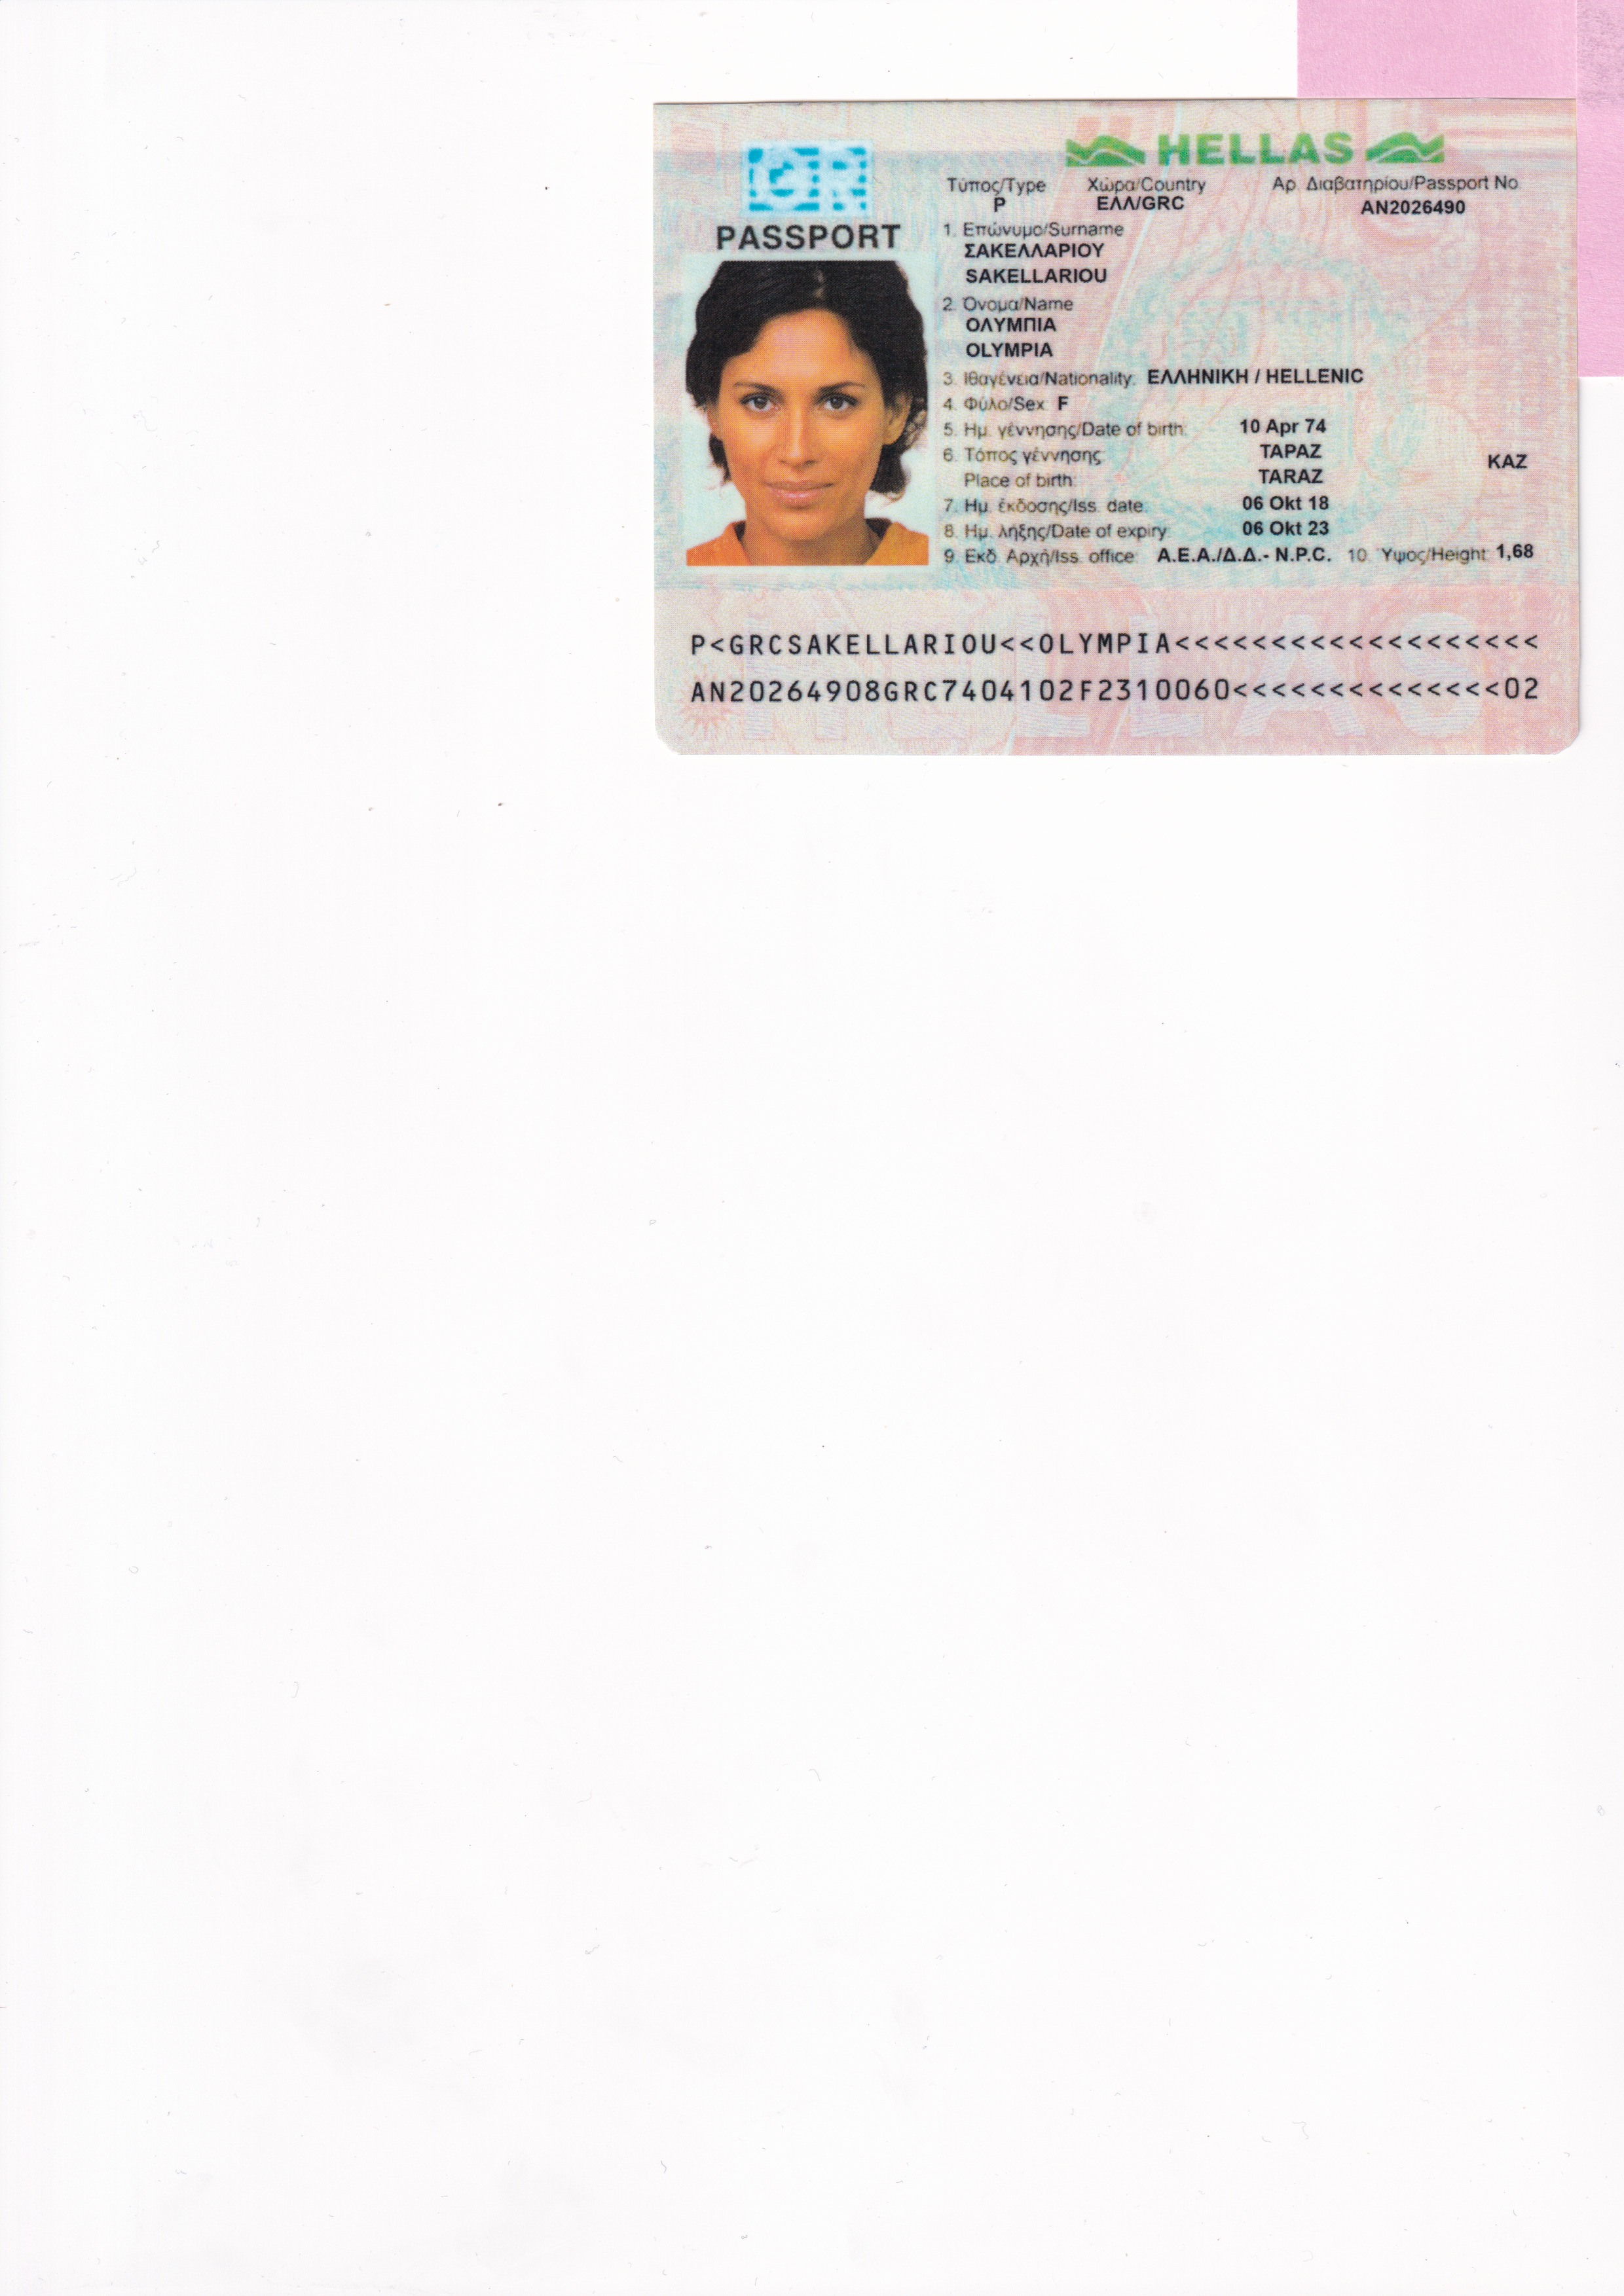 GR
PASSPORT
HELLAS
Τύπος/Type Χώρα/Country Αρ. Διαβατηρίου/Passport No
P ΕΛΛ/GRC AN2026490
1. Επώνυμο/Surname
ΣΑΚΕΛΛΑΡΙΟΥ
SAKELLARIOU
2. Όνομα/Name
ΟΛΥΜΠΙΑ
OLYMPIA
3. Ιθαγένεια/Nationality: ΕΛΛΗΝΙΚΗ / HELLENIC
4. Φύλο/Sex: F
5. Ημ. γέννησης/Date of birth: 10 Apr 74
6. Τόπος γέννησης ΤΑΡΑΖ
Place of birth: TARAZ KAZ
7. Ημ. έκδοσης/Iss. date: 06 Okt 18
8. Ημ. λήξης/Date of expiry: 06 Okt 23
9. Εκδ. Αρχή/Iss. office: Α.Ε.Α./Δ.Δ.- N.P.C. 10. Ύψος/Height: 1,68
P<GRCSAKELLARIOU<<OLYMPIA<<<<<<<<<<<<<<<<<<<
AN20264908GRC7404102F2310060<<<<<<<<<<<<<<02
HELLAS